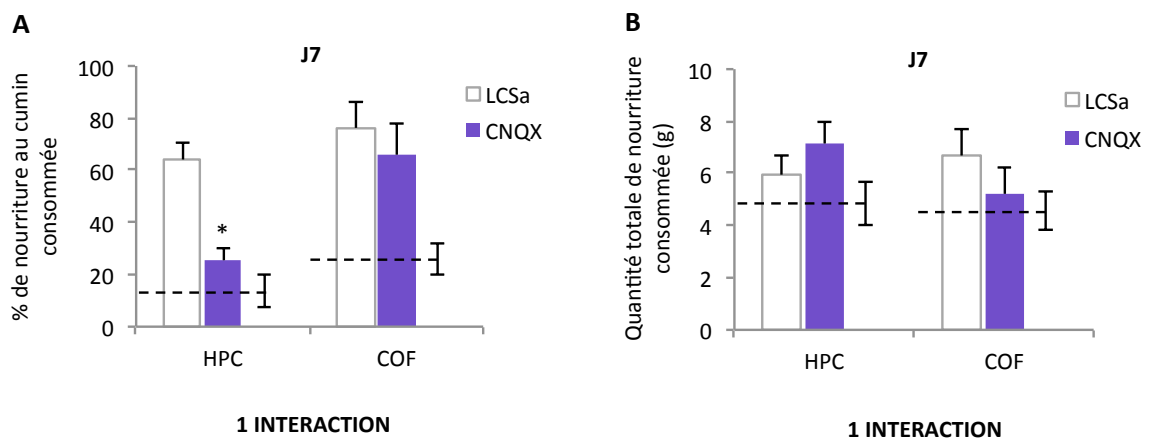 A
J7
% de nourriture au cumin
consommée
100
80
60
40
20
0
*
LCSa
CNQX
HPC
COF
1 INTERACTION
B
J7
Quantité totale de nourriture
consommée (g)
10
8
6
4
2
0
LCSa
CNQX
HPC
COF
1 INTERACTION